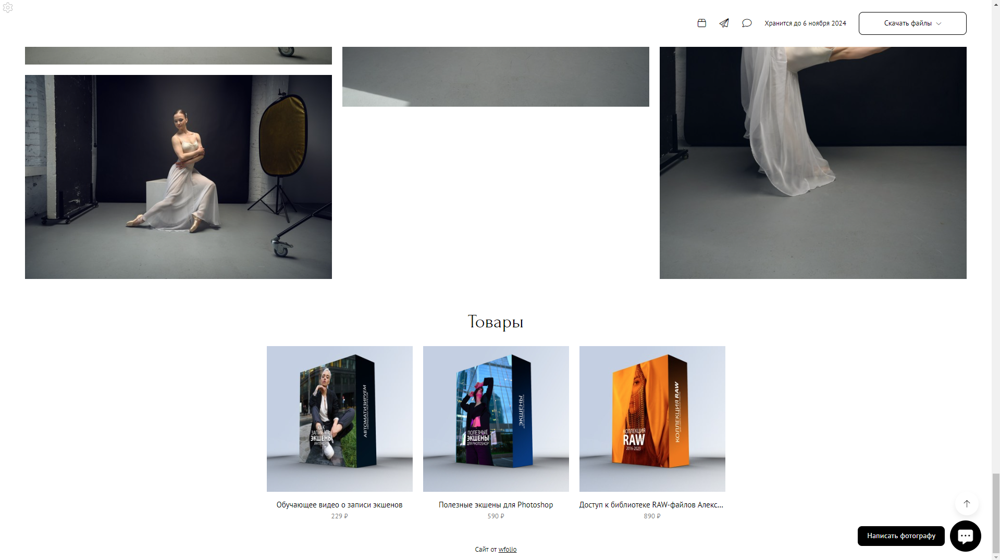 Хранится до 6 ноября 2024
Скачать файлы
Товары
КАК
ЗАПИСАТЬ
ЭКШЕНЫ
ИНТЕНСИВ
АВТОМАТИЗИРУЕМ
ПОЛЕЗНЫЕ
ЭКШЕНЫ
ДЛЯ PHOTOSHOP
ЭКШЕНЫ
КОЛЛЕКЦИЯ
RAW
2016-2023
КОЛЛЕКЦИЯ RAW
Обучающее видео о записи экшенов
229 ₽
Полезные экшены для Photoshop
590 ₽
Доступ к библиотеке RAW-файлов Алекс...
890 ₽
Написать фотографу
Сайт от wfolio